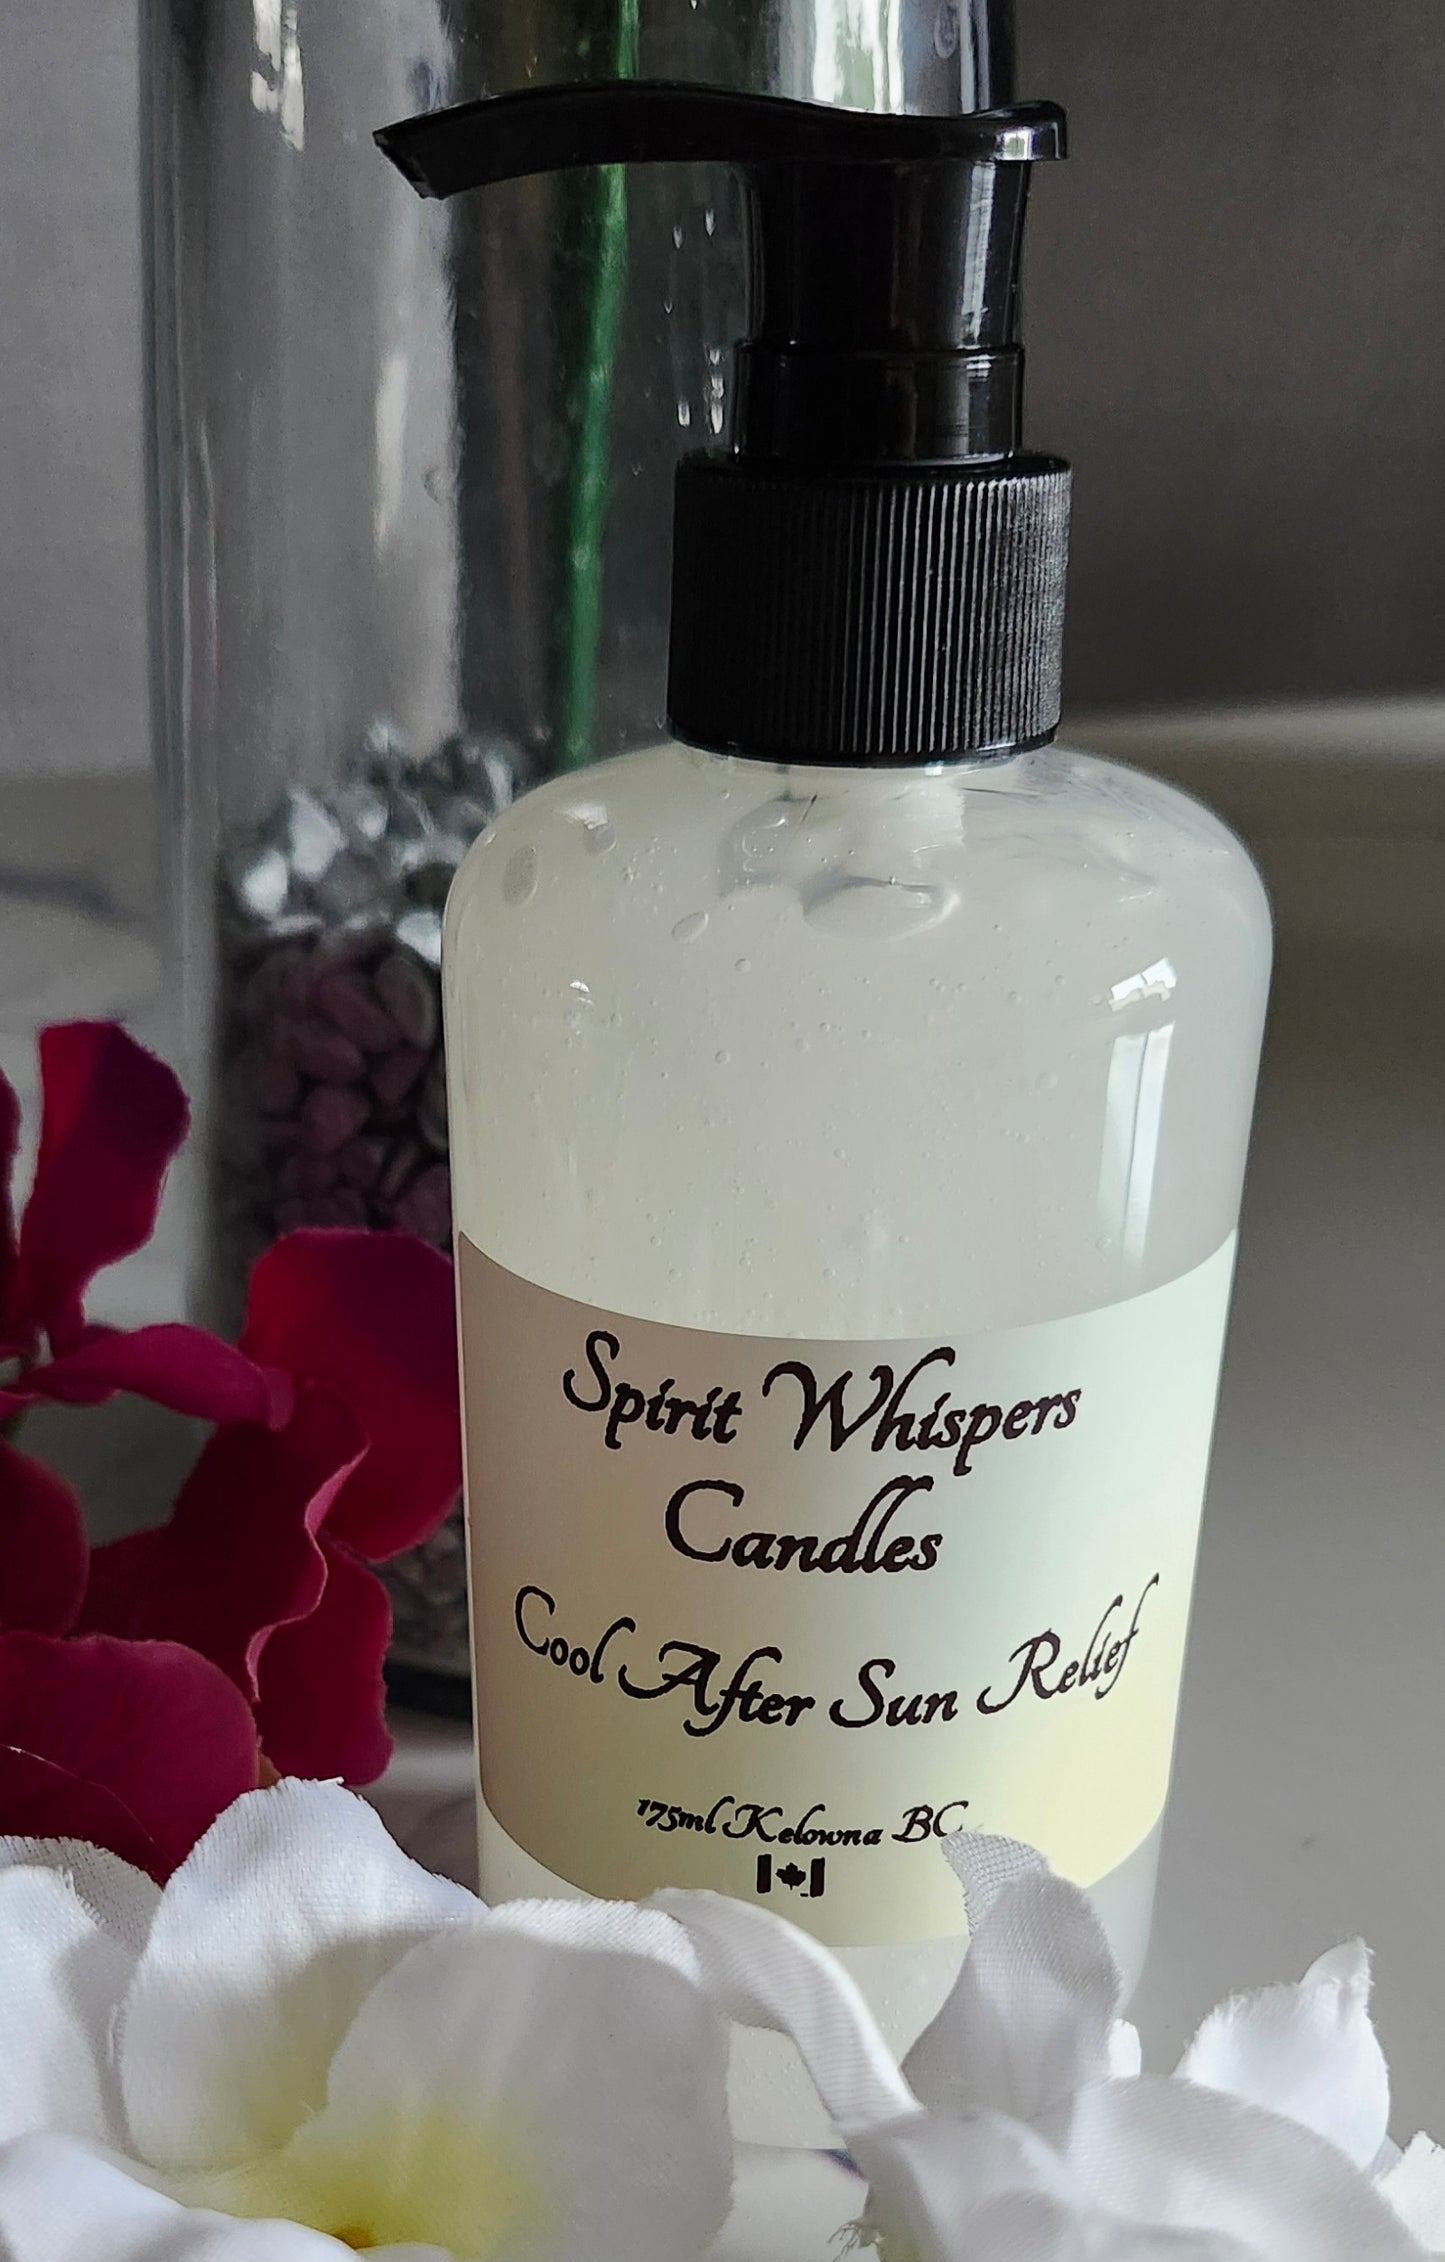 Spirit Whispers
Candles
Cool After Sun Relief
175ml Kelowna BC